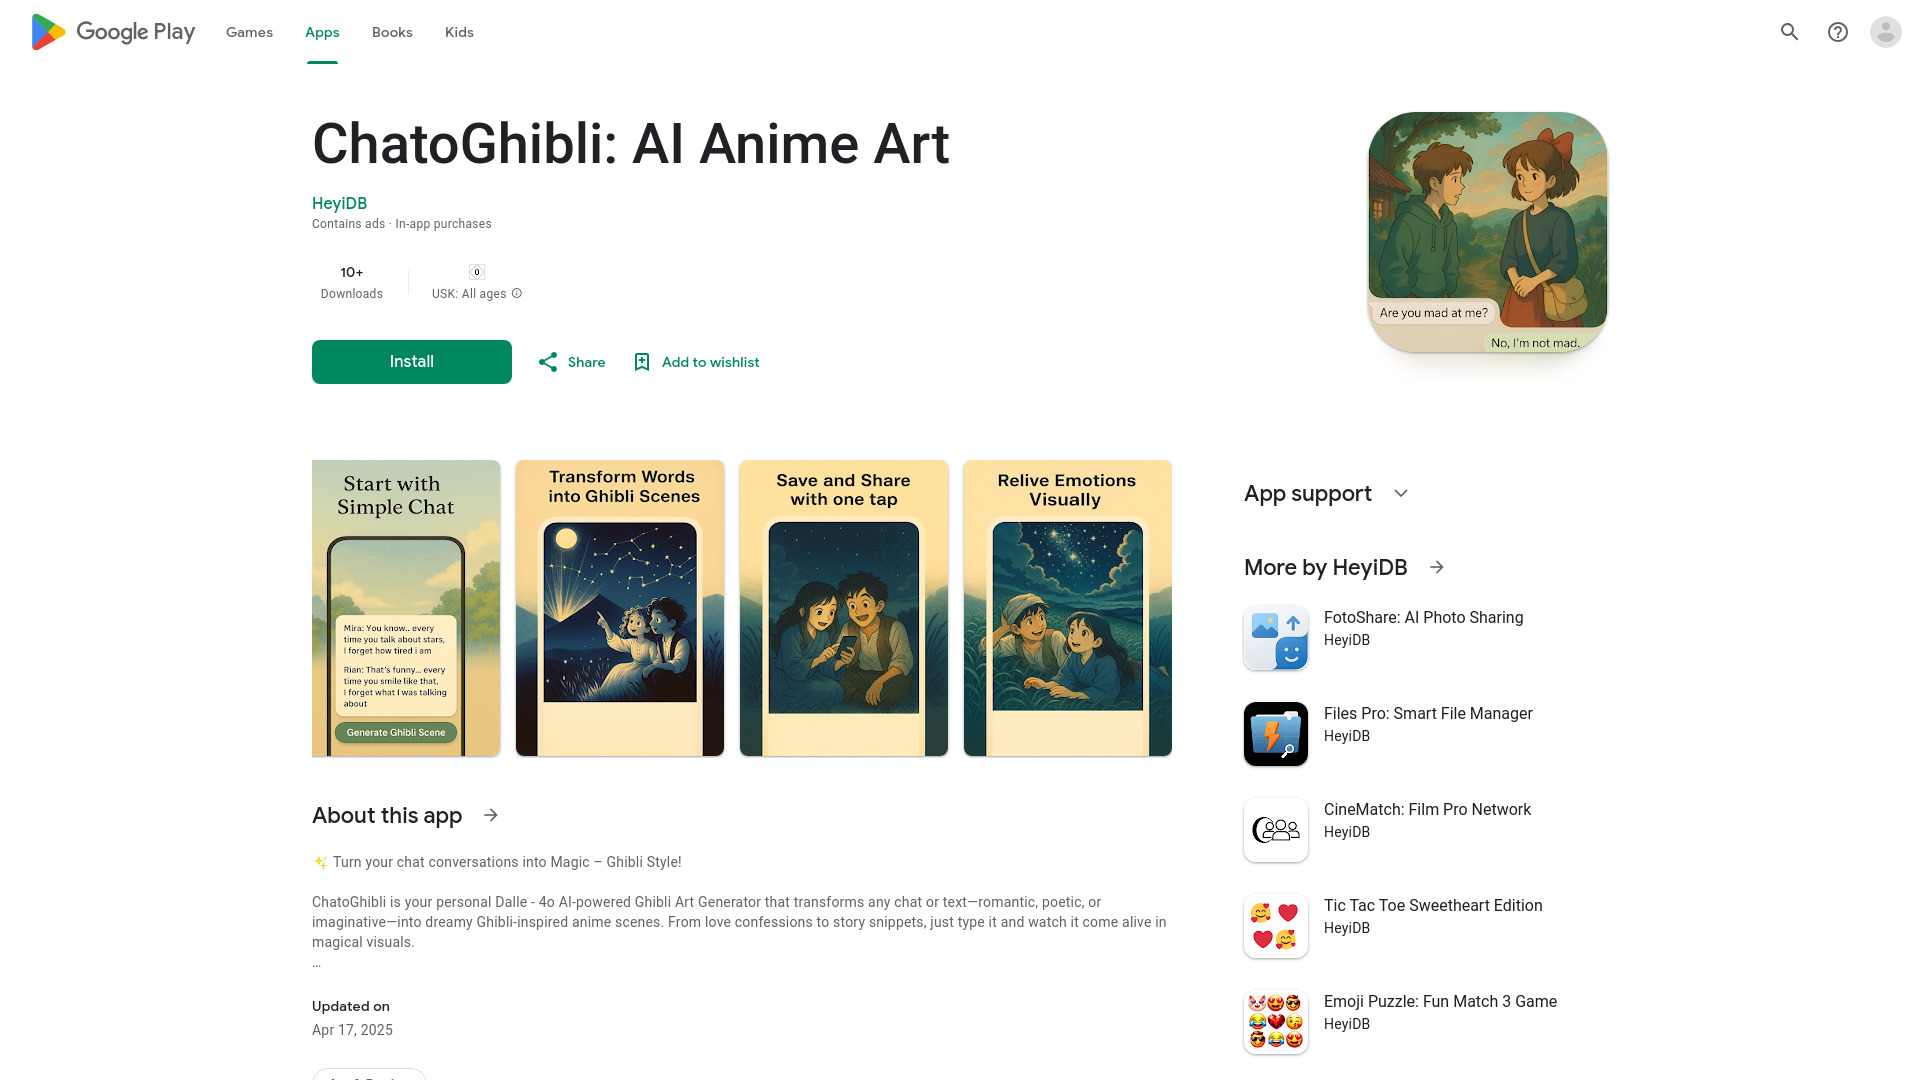 Google Play
Games
Apps
Books
Kids
ChatoGhibli: AI Anime Art
HeyiDB
Contains ads · In-app purchases
10+
Downloads
0
USK: All ages
Install
Share
Add to wishlist
Are you mad at me?
No, I'm not mad.
Start with
Simple Chat
Mira: You know.. every
time you talk about stars,
I forget how tired i am
Rian: That's funny... every
time you smile like that,
I forget what I was talking
about
Generate Ghibli Scene
Transform Words
into Ghibli Scenes
Save and Share
with one tap
Relive Emotions
Visually
About this app
✨ Turn your chat conversations into Magic – Ghibli Style!
ChatoGhibli is your personal Dalle - 4o AI-powered Ghibli Art Generator that transforms any chat or text—romantic, poetic, or
imaginative—into dreamy Ghibli-inspired anime scenes. From love confessions to story snippets, just type it and watch it come alive in
magical visuals.
…
Updated on
Apr 17, 2025
App support
More by HeyiDB
FotoShare: AI Photo Sharing
HeyiDB
Files Pro: Smart File Manager
HeyiDB
CineMatch: Film Pro Network
HeyiDB
Tic Tac Toe Sweetheart Edition
HeyiDB
Emoji Puzzle: Fun Match 3 Game
HeyiDB